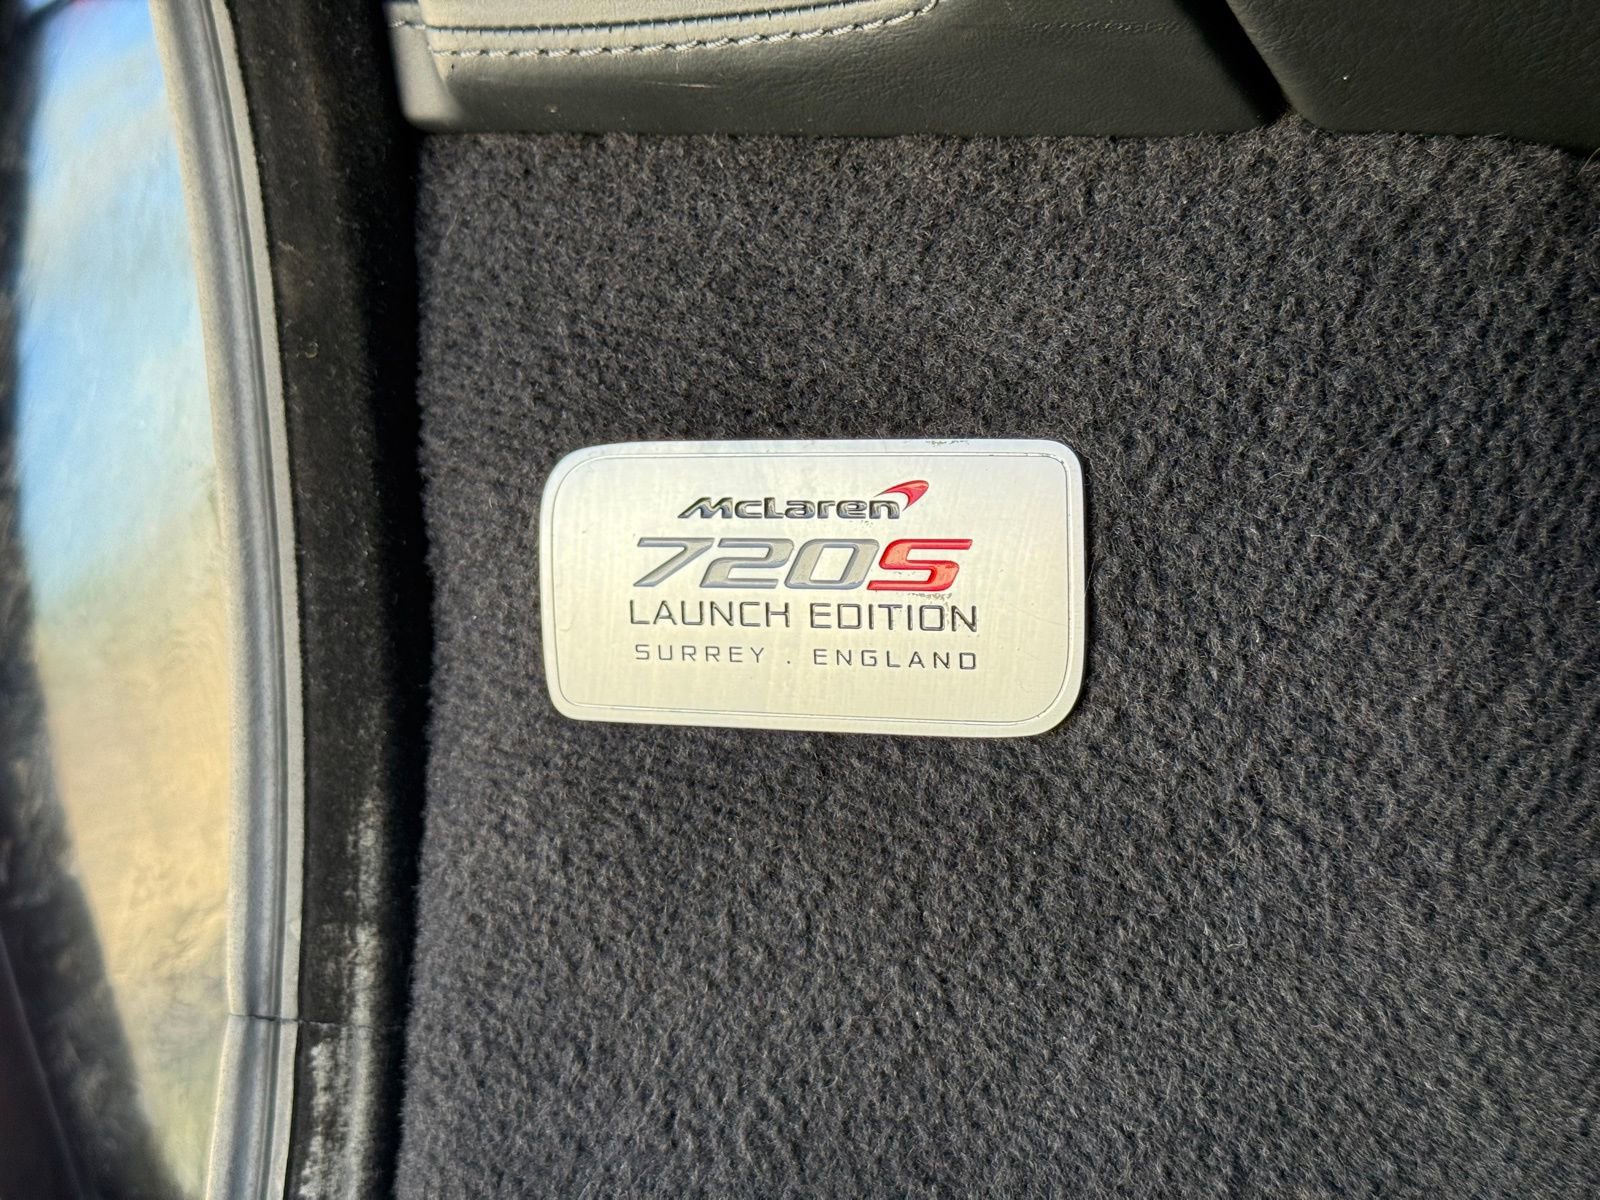 McLaren
720S
LAUNCH EDITION
SURREY . ENGLAND